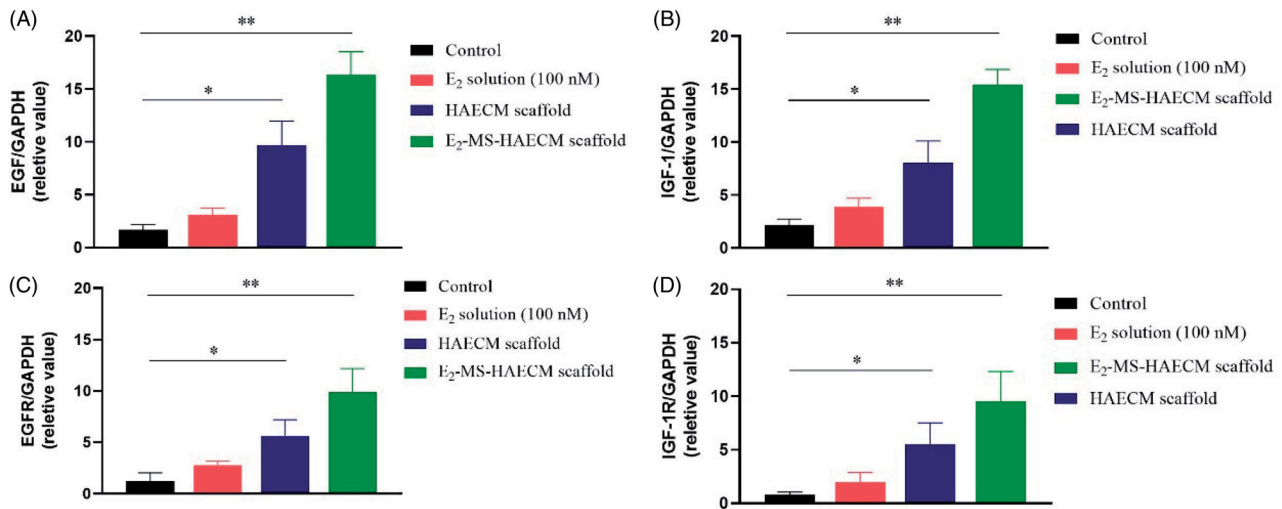 (A)
EGF/GAPDH
(reletive value)
20
15
10
5
0
*
**
Control
E₂ solution (100 nM)
HAECM scaffold
E₂-MS-HAECM scaffold
(B)
IGF-1/GAPDH
(reletive value)
20
15
10
5
0
*
**
Control
E₂ solution (100 nM)
E₂-MS-HAECM scaffold
HAECM scaffold
(C)
EGFR/GAPDH
(reletive value)
20
15
10
5
0
*
**
Control
E₂ solution (100 nM)
HAECM scaffold
E₂-MS-HAECM scaffold
(D)
IGF-1R/GAPDH
(reletive value)
20
15
10
5
0
*
**
Control
E₂ solution (100 nM)
E₂-MS-HAECM scaffold
HAECM scaffold